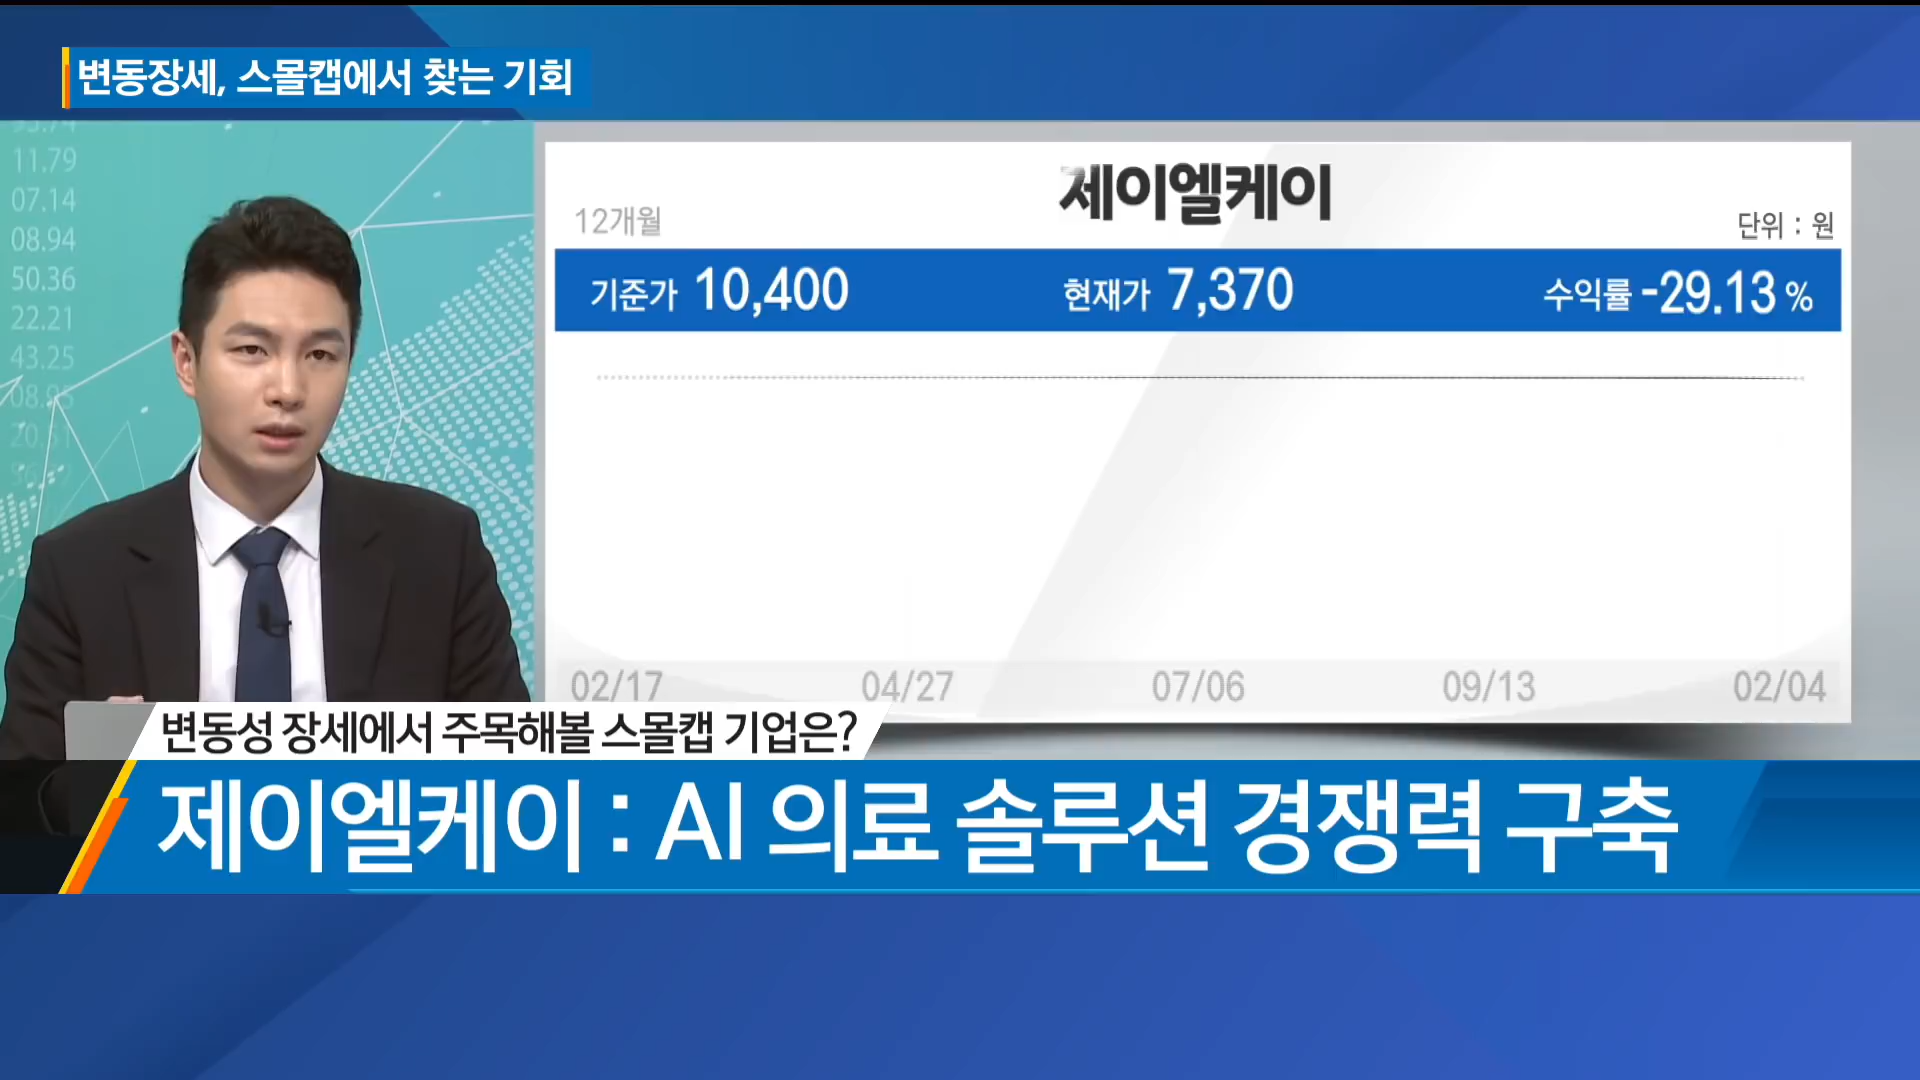 변동장세, 스몰캡에서 찾는 기회
11.79
07.14
08.94
50.36
22.21
43.25
제이엘케이
12개월
단위 : 원
기준가 10,400
현재가 7,370
수익률 -29.13 %
02/17
04/27
07/06
09/13
02/04
변동성 장세에서 주목해볼 스몰캡 기업은?
제이엘케이 : AI 의료 솔루션 경쟁력 구축